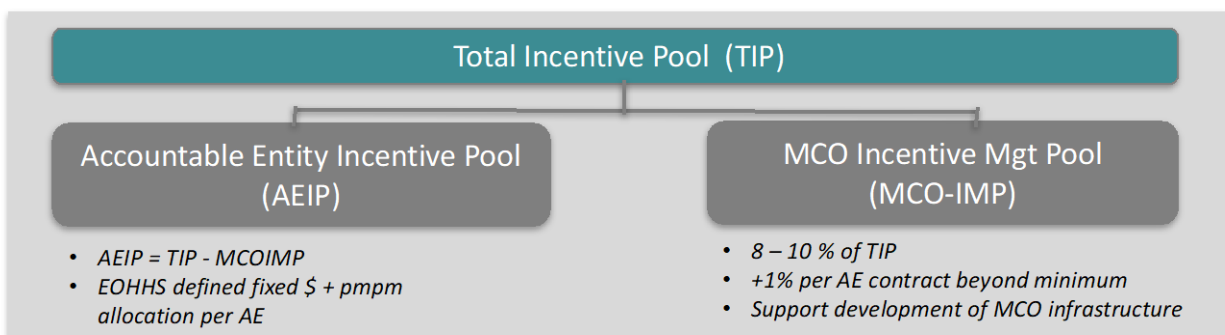 Total Incentive Pool  (TIP)
Accountable Entity Incentive Pool
(AEIP)
MCO Incentive Mgt Pool
(MCO-IMP)
• AEIP = TIP - MCOIMP
• EOHHS defined fixed $ + pmpm
allocation per AE
• 8 – 10 % of TIP
• +1% per AE contract beyond minimum
• Support development of MCO infrastructure